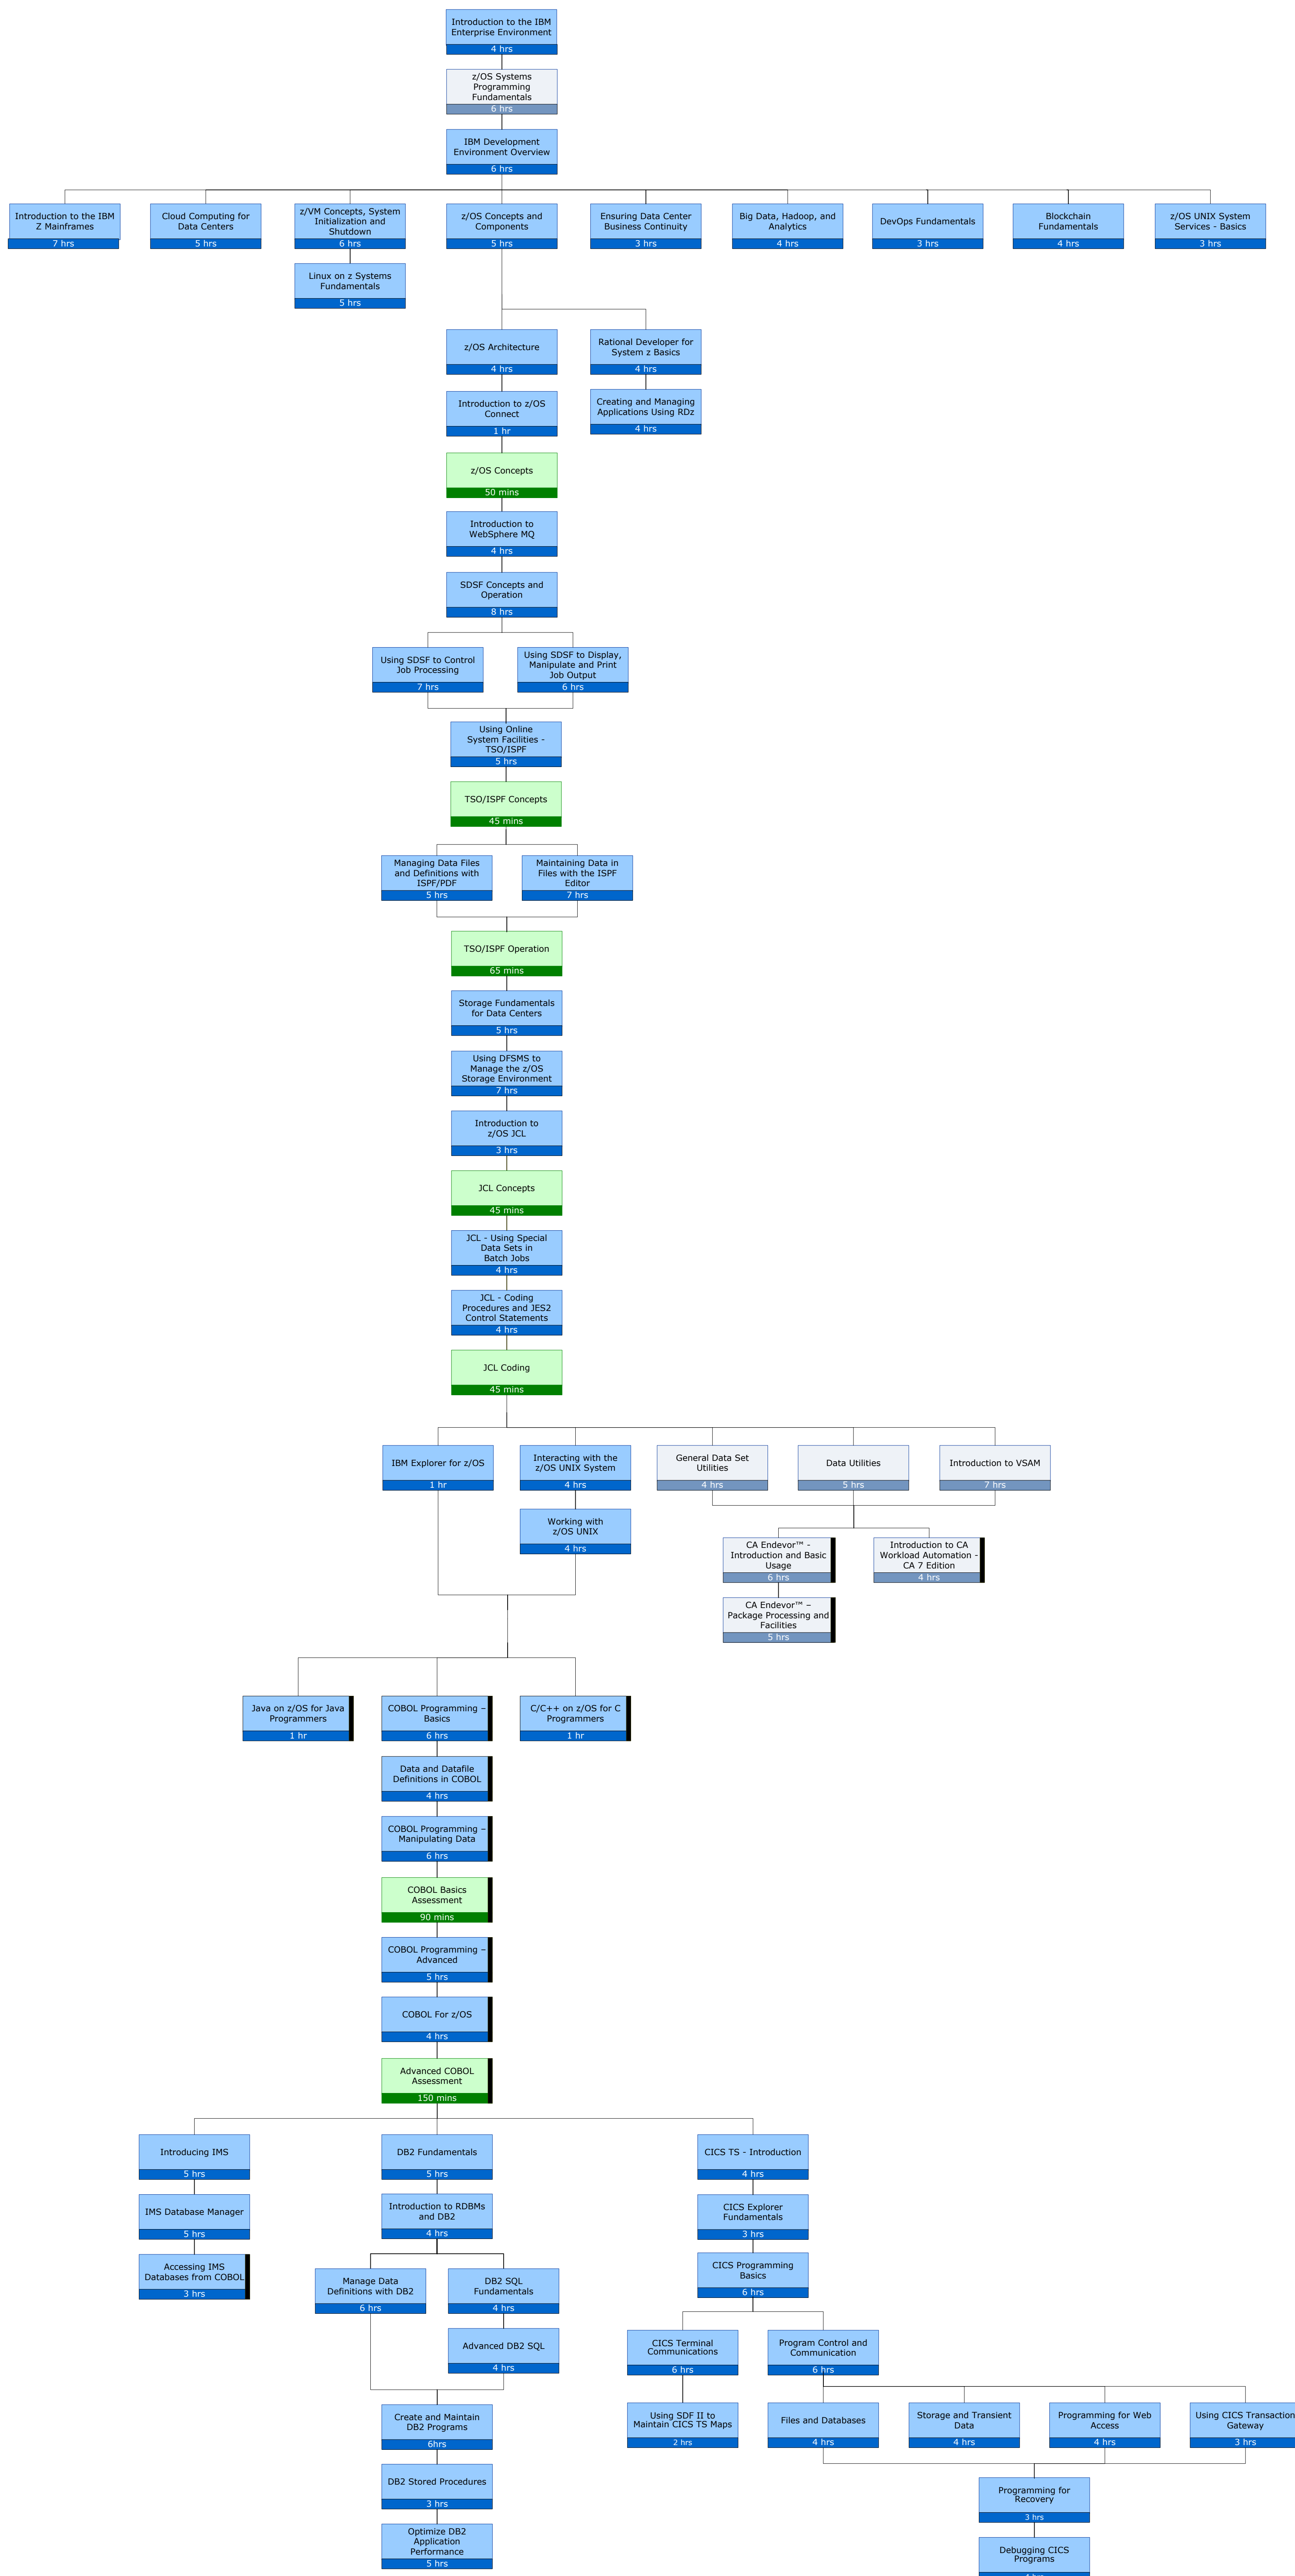 Introduction to the IBM
Enterprise Environment
4 hrs
z/OS Systems
Programming
Fundamentals
6 hrs
IBM Development
Environment Overview
6 hrs
Introduction to the IBM
Z Mainframes
7 hrs
Cloud Computing for
Data Centers
5 hrs
z/VM Concepts, System
Initialization and
Shutdown
6 hrs
z/OS Concepts and
Components
5 hrs
Ensuring Data Center
Business Continuity
3 hrs
Big Data, Hadoop, and
Analytics
4 hrs
DevOps Fundamentals
3 hrs
Blockchain
Fundamentals
4 hrs
z/OS UNIX System
Services - Basics
3 hrs
Linux on z Systems
Fundamentals
5 hrs
z/OS Architecture
4 hrs
Rational Developer for
System z Basics
4 hrs
Introduction to z/OS
Connect
1 hr
Creating and Managing
Applications Using RDz
4 hrs
z/OS Concepts
50 mins
Introduction to
WebSphere MQ
4 hrs
SDSF Concepts and
Operation
8 hrs
Using SDSF to Control
Job Processing
7 hrs
Using SDSF to Display,
Manipulate and Print
Job Output
6 hrs
Using Online
System Facilities -
TSO/ISPF
5 hrs
TSO/ISPF Concepts
45 mins
Managing Data Files
and Definitions with
ISPF/PDF
5 hrs
Maintaining Data in
Files with the ISPF
Editor
7 hrs
TSO/ISPF Operation
65 mins
Storage Fundamentals
for Data Centers
5 hrs
Using DFSMS to
Manage the z/OS
Storage Environment
7 hrs
Introduction to
z/OS JCL
3 hrs
JCL Concepts
45 mins
JCL - Using Special
Data Sets in
Batch Jobs
4 hrs
JCL - Coding
Procedures and JES2
Control Statements
4 hrs
JCL Coding
45 mins
IBM Explorer for z/OS
1 hr
Interacting with the
z/OS UNIX System
4 hrs
General Data Set
Utilities
4 hrs
Data Utilities
5 hrs
Introduction to VSAM
7 hrs
Working with
z/OS UNIX
4 hrs
CA Endevor™ -
Introduction and Basic
Usage
6 hrs
Introduction to CA
Workload Automation -
CA 7 Edition
4 hrs
CA Endevor™ –
Package Processing and
Facilities
5 hrs
Java on z/OS for Java
Programmers
1 hr
COBOL Programming –
Basics
6 hrs
C/C++ on z/OS for C
Programmers
1 hr
Data and Datafile
Definitions in COBOL
4 hrs
COBOL Programming –
Manipulating Data
6 hrs
COBOL Basics
Assessment
90 mins
COBOL Programming –
Advanced
5 hrs
COBOL For z/OS
4 hrs
Advanced COBOL
Assessment
150 mins
Introducing IMS
5 hrs
DB2 Fundamentals
5 hrs
CICS TS - Introduction
4 hrs
IMS Database Manager
5 hrs
Introduction to RDBMs
and DB2
4 hrs
CICS Explorer
Fundamentals
3 hrs
Accessing IMS
Databases from COBOL
3 hrs
Manage Data
Definitions with DB2
6 hrs
DB2 SQL
Fundamentals
4 hrs
CICS Programming
Basics
6 hrs
Advanced DB2 SQL
4 hrs
CICS Terminal
Communications
6 hrs
Program Control and
Communication
6 hrs
Create and Maintain
DB2 Programs
6hrs
Using SDF II to
Maintain CICS TS Maps
2 hrs
Files and Databases
4 hrs
Storage and Transient
Data
4 hrs
Programming for Web
Access
4 hrs
Using CICS Transaction
Gateway
3 hrs
DB2 Stored Procedures
3 hrs
Programming for
Recovery
3 hrs
Optimize DB2
Application
Performance
5 hrs
Debugging CICS
Programs